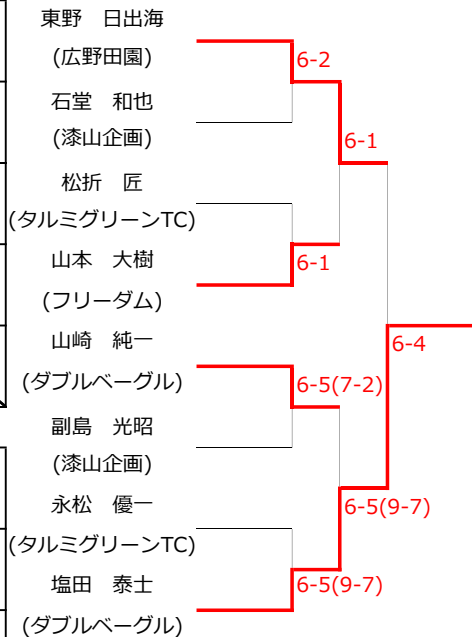 東野　日出海
(広野田園)
6-2
石堂　和也
(漆山企画)
6-1
松折　匠
(タルミグリーンTC)
山本　大樹
6-1
(フリーダム)
山崎　純一
6-4
(ダブルベーグル)
6-5(7-2)
副島　光昭
(漆山企画)
永松　優一
6-5(9-7)
(タルミグリーンTC)
塩田　泰士
6-5(9-7)
(ダブルベーグル)